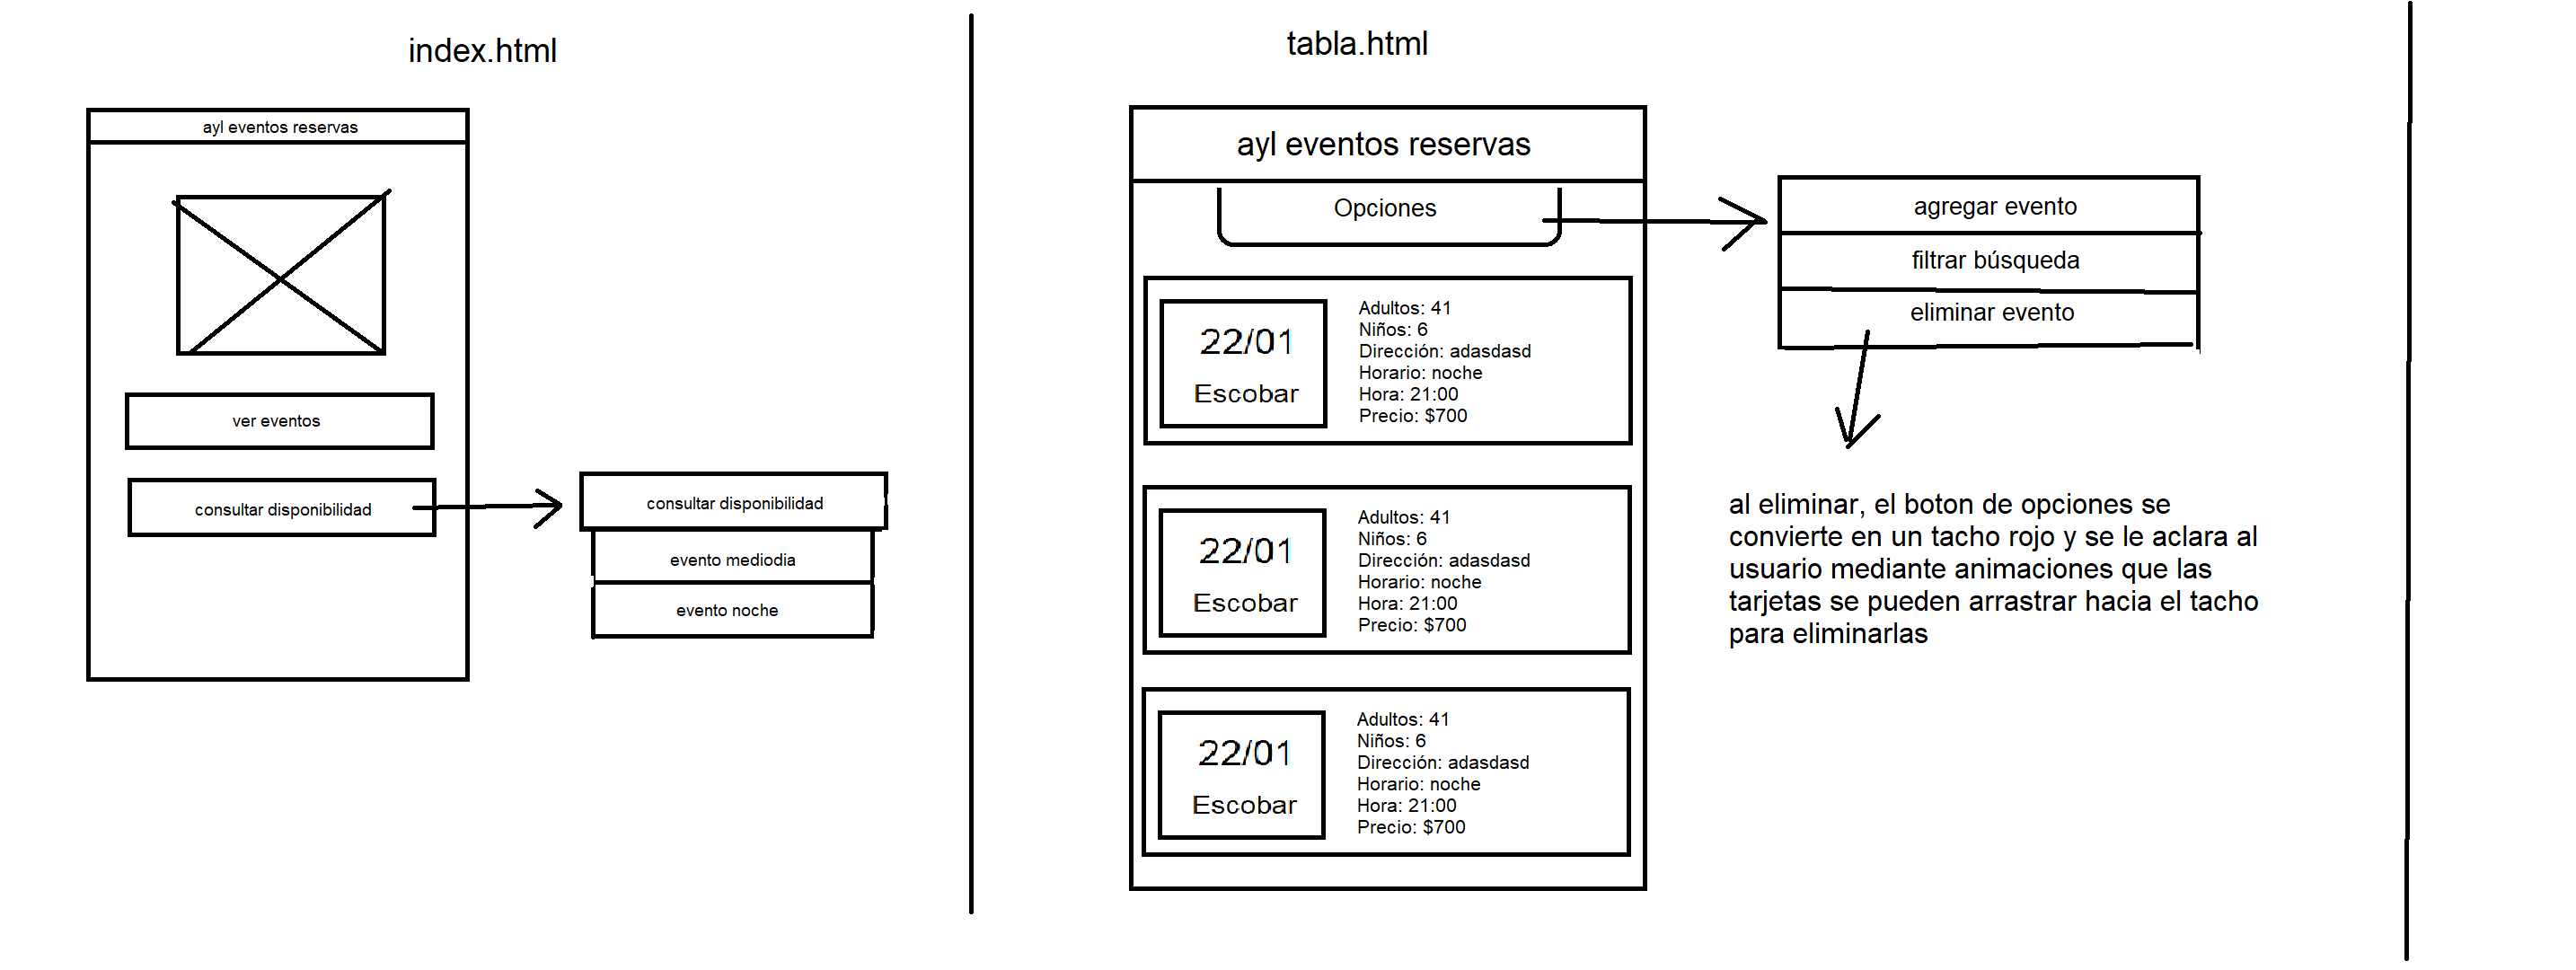 index.html
ayl eventos reservas
ver eventos
consultar disponibilidad
consultar disponibilidad
evento mediodia
evento noche
tabla.html
ayl eventos reservas
Opciones
22/01
Escobar
Adultos: 41
Niños: 6
Dirección: adasdasd
Horario: noche
Hora: 21:00
Precio: $700
22/01
Escobar
Adultos: 41
Niños: 6
Dirección: adasdasd
Horario: noche
Hora: 21:00
Precio: $700
22/01
Escobar
Adultos: 41
Niños: 6
Dirección: adasdasd
Horario: noche
Hora: 21:00
Precio: $700
agregar evento
filtrar búsqueda
eliminar evento
al eliminar, el boton de opciones se
convierte en un tacho rojo y se le aclara al
usuario mediante animaciones que las
tarjetas se pueden arrastrar hacia el tacho
para eliminarlas